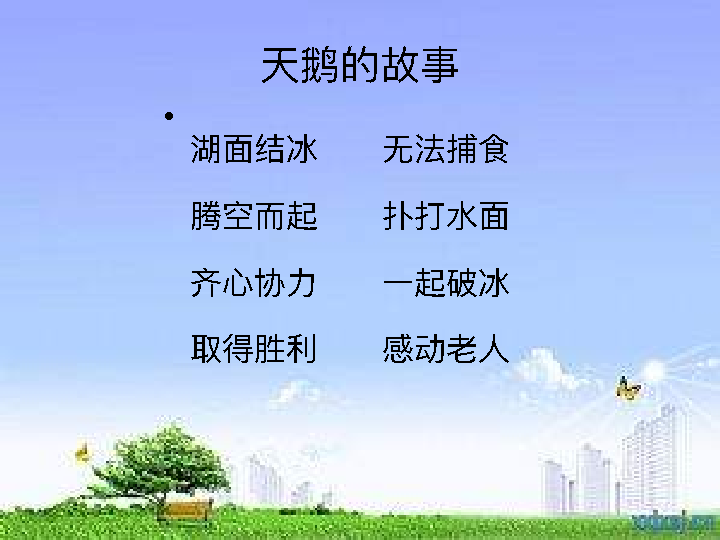 天鹅的故事
湖面结冰 无法捕食
腾空而起 扑打水面
齐心协力 一起破冰
取得胜利 感动老人